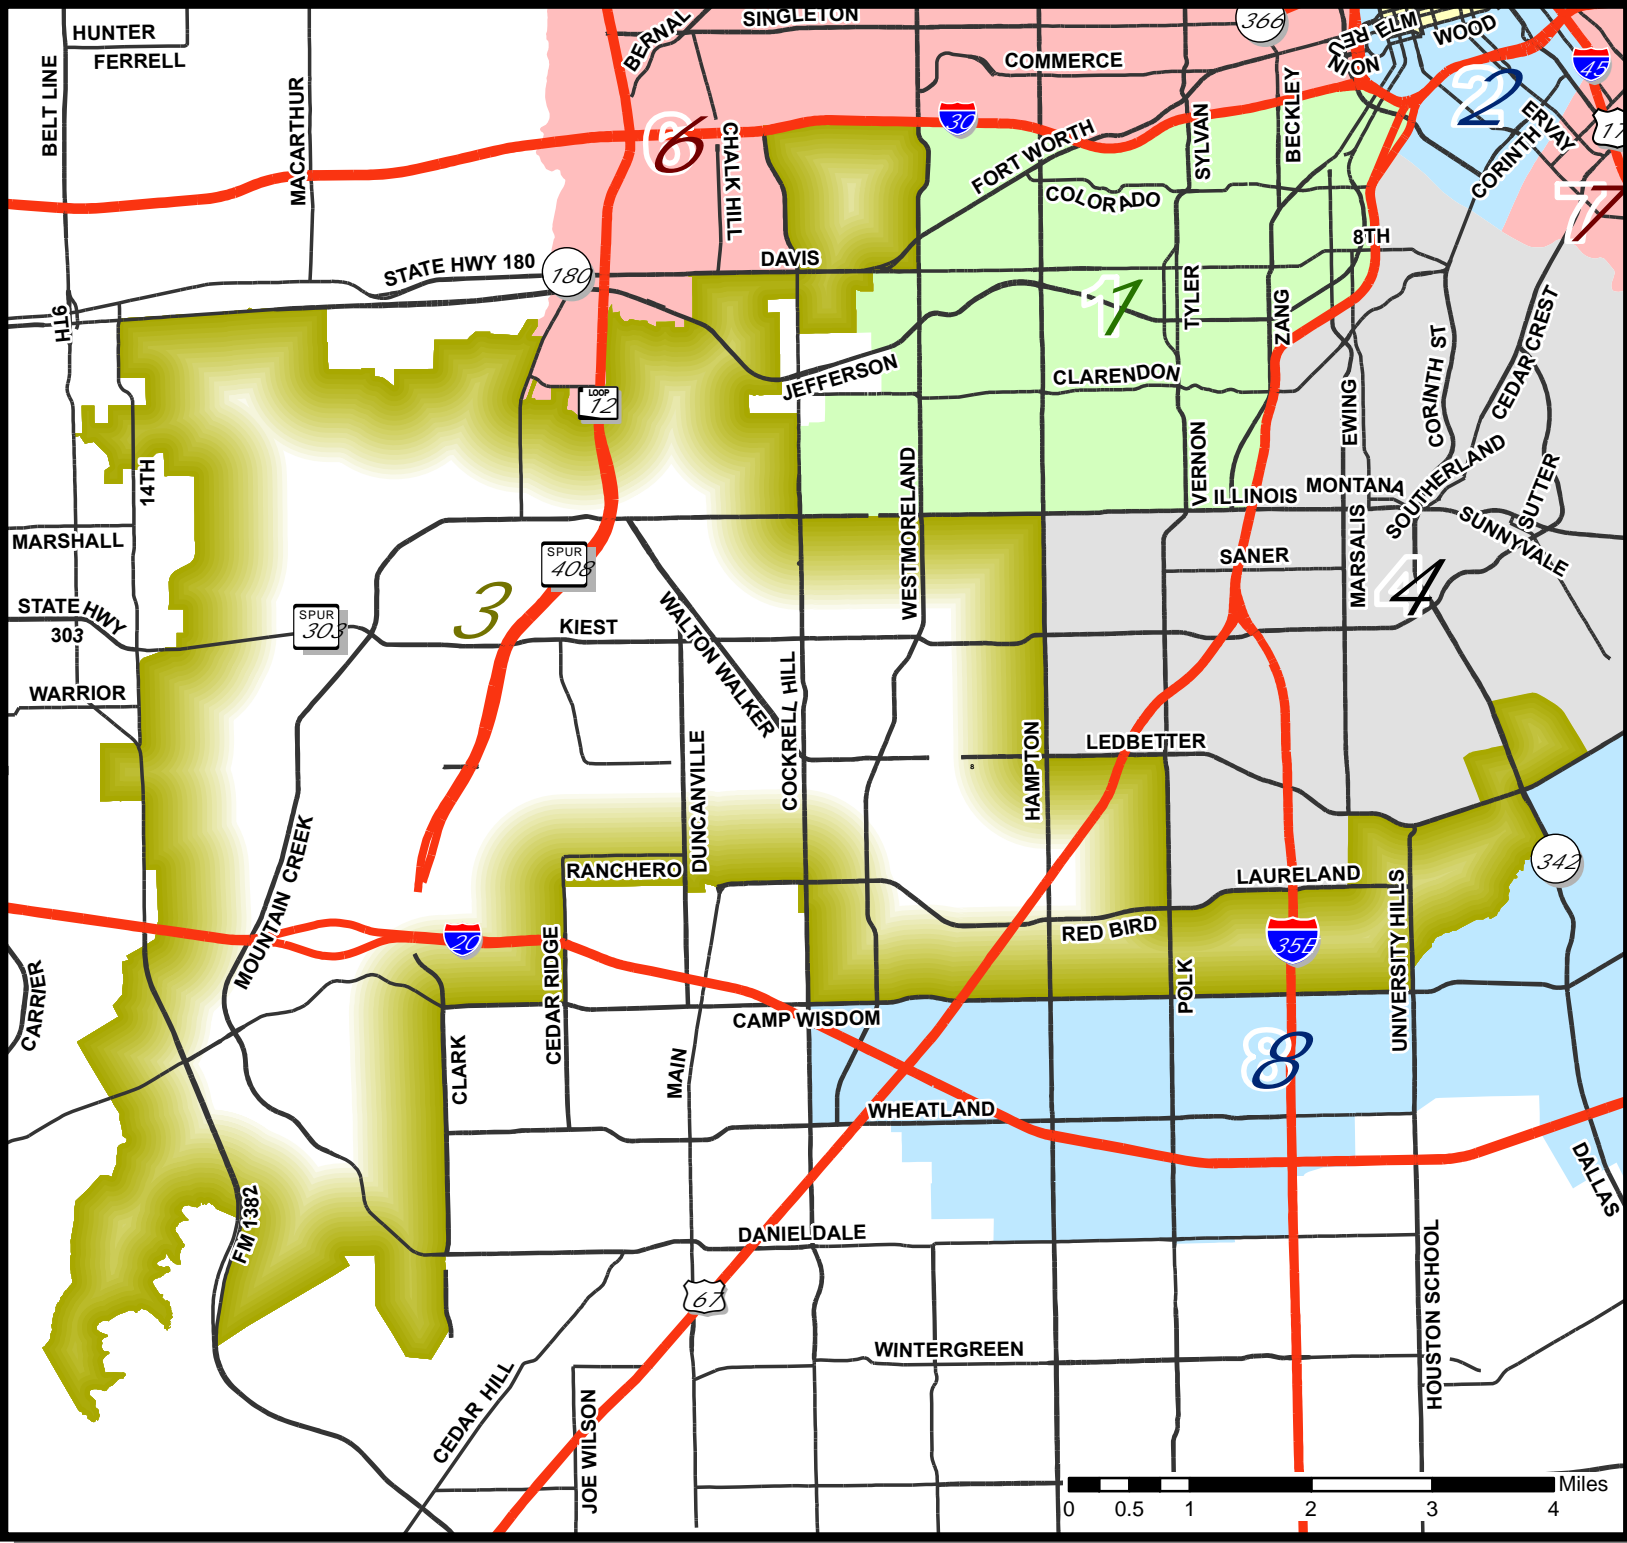 HUNTER
FERRELL
BELT LINE
MACARTHUR
BERNAL
SINGLETON
366
REUNION
ELM
WOOD
45
COMMERCE
30
2
ERVAY
CORINTH
6
CHALK HILL
FORT WORTH
SYLVAN
BECKLEY
COLORADO
7
8TH
STATE HWY 180
180
DAVIS
9TH
1
TYLER
ZANG
JEFFERSON
CLARENDON
LOOP
12
EWING
CORINTH ST
CEDARCREST
14TH
WESTMORELAND
VERNON
ILLINOIS
MONTANA
SOUTHERLAND
SUTTER
SUNNYVALE
MARSHALL
SPUR
408
SANER
MARSALIS
4
STATE HWY
303
SPUR
303
3
KIEST
WALTON WALKER
WARRIOR
COCKRELL HILL
DUNCANVILLE
HAMPTON
LEDBETTER
8
MOUNTAIN CREEK
RANCHERO
LAURELAND
342
UNIVERSITY HILLS
20
RED BIRD
35E
CARRIER
CEDAR RIDGE
POLK
CAMP WISDOM
CLARK
MAIN
8
WHEATLAND
DALLAS
FM 1382
DANIELDALE
67
HOUSTON SCHOOL
WINTERGREEN
CEDAR HILL
JOE WILSON
Miles
0 0.5 1 2 3 4